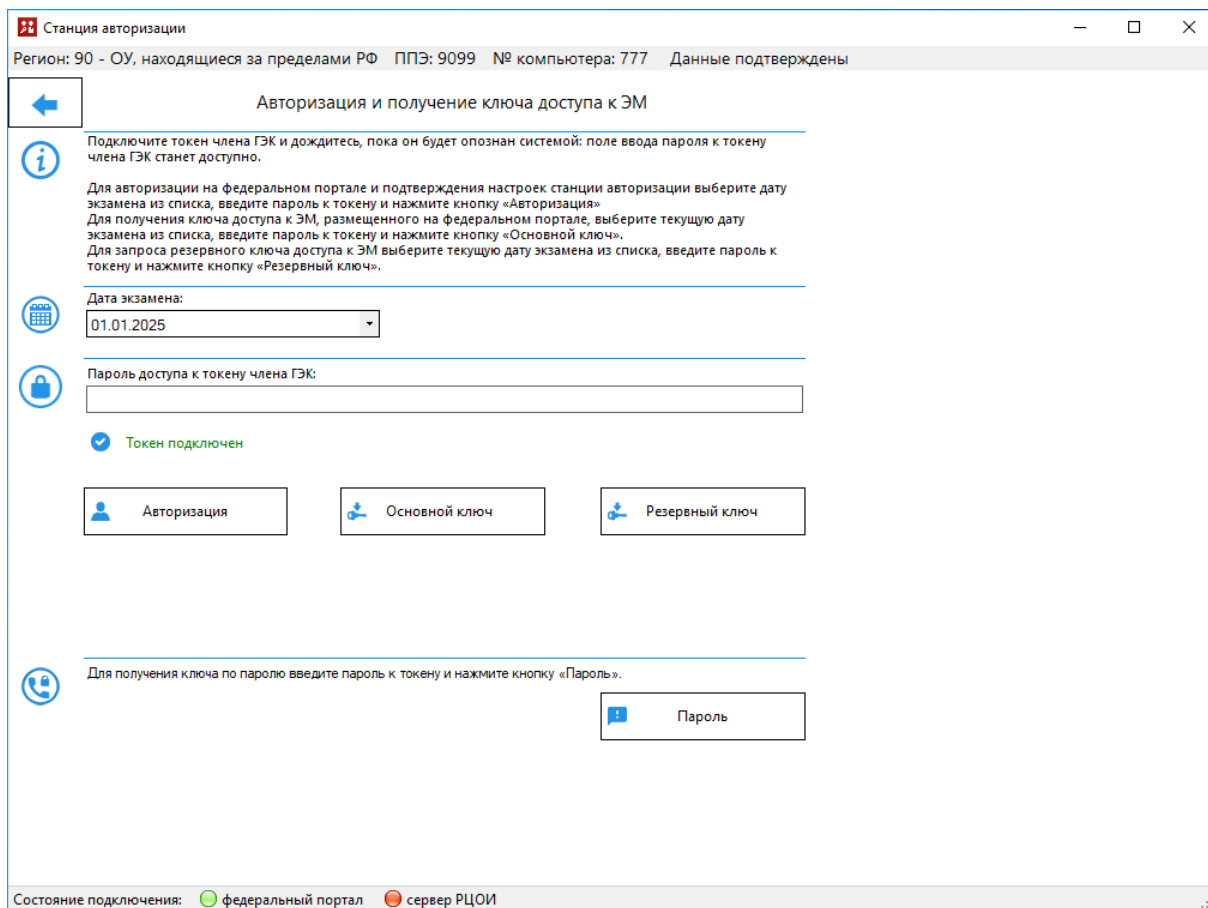 Станция авторизации
Регион: 90 - ОУ, находящиеся за пределами РФ ППЭ: 9099 № компьютера: 777 Данные подтверждены
Авторизация и получение ключа доступа к ЭМ
Подключите токен члена ГЭК и дождитесь, пока он будет опознан системой: поле ввода пароля к токену
члена ГЭК станет доступно.
Для авторизации на федеральном портале и подтверждения настроек станции авторизации выберите дату
экзамена из списка, введите пароль к токену и нажмите кнопку «Авторизация»
Для получения ключа доступа к ЭМ, размещенного на федеральном портале, выберите текущую дату
экзамена из списка, введите пароль к токену и нажмите кнопку «Основной ключ».
Для запроса резервного ключа доступа к ЭМ выберите текущую дату экзамена из списка, введите пароль к
токену и нажмите кнопку «Резервный ключ».
Дата экзамена:
01.01.2025
Пароль доступа к токену члена ГЭК:
Токен подключен
Авторизация Основной ключ Резервный ключ
Для получения ключа по паролю введите пароль к токену и нажмите кнопку «Пароль».
Пароль
Состояние подключения: федеральный портал сервер РЦОИ